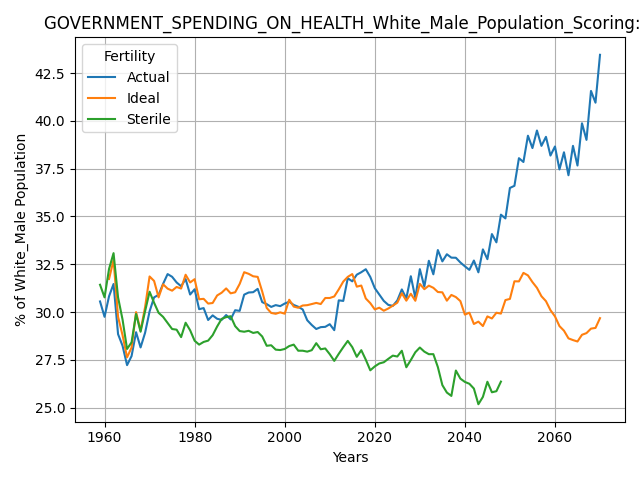 GOVERNMENT_SPENDING_ON_HEALTH_White_Male_Population_Scoring:
Fertility
Actual
Ideal
Sterile
% of White_Male Population
42.5
40.0
37.5
35.0
32.5
30.0
27.5
25.0
1960 1980 2000 2020 2040 2060
Years